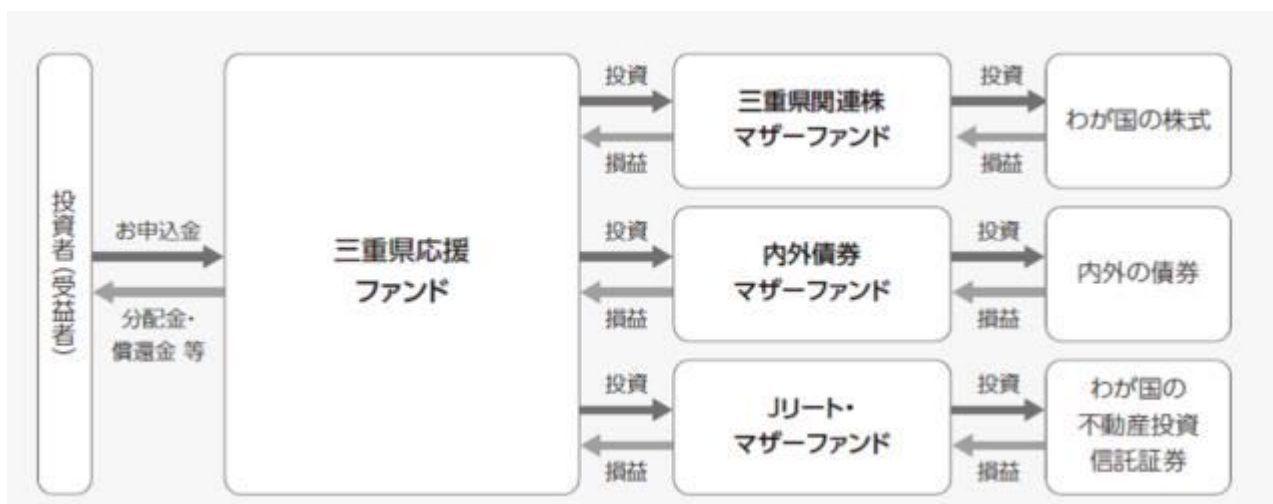 投資者(受益者)
お申込金
分配金・
償還金 等
三重県応援
ファンド
投資
損益
三重県関連株
マザーファンド
投資
損益
わが国の株式
投資
損益
内外債券
マザーファンド
投資
損益
内外の債券
投資
損益
Jリート・
マザーファンド
投資
損益
わが国の
不動産投資
信託証券